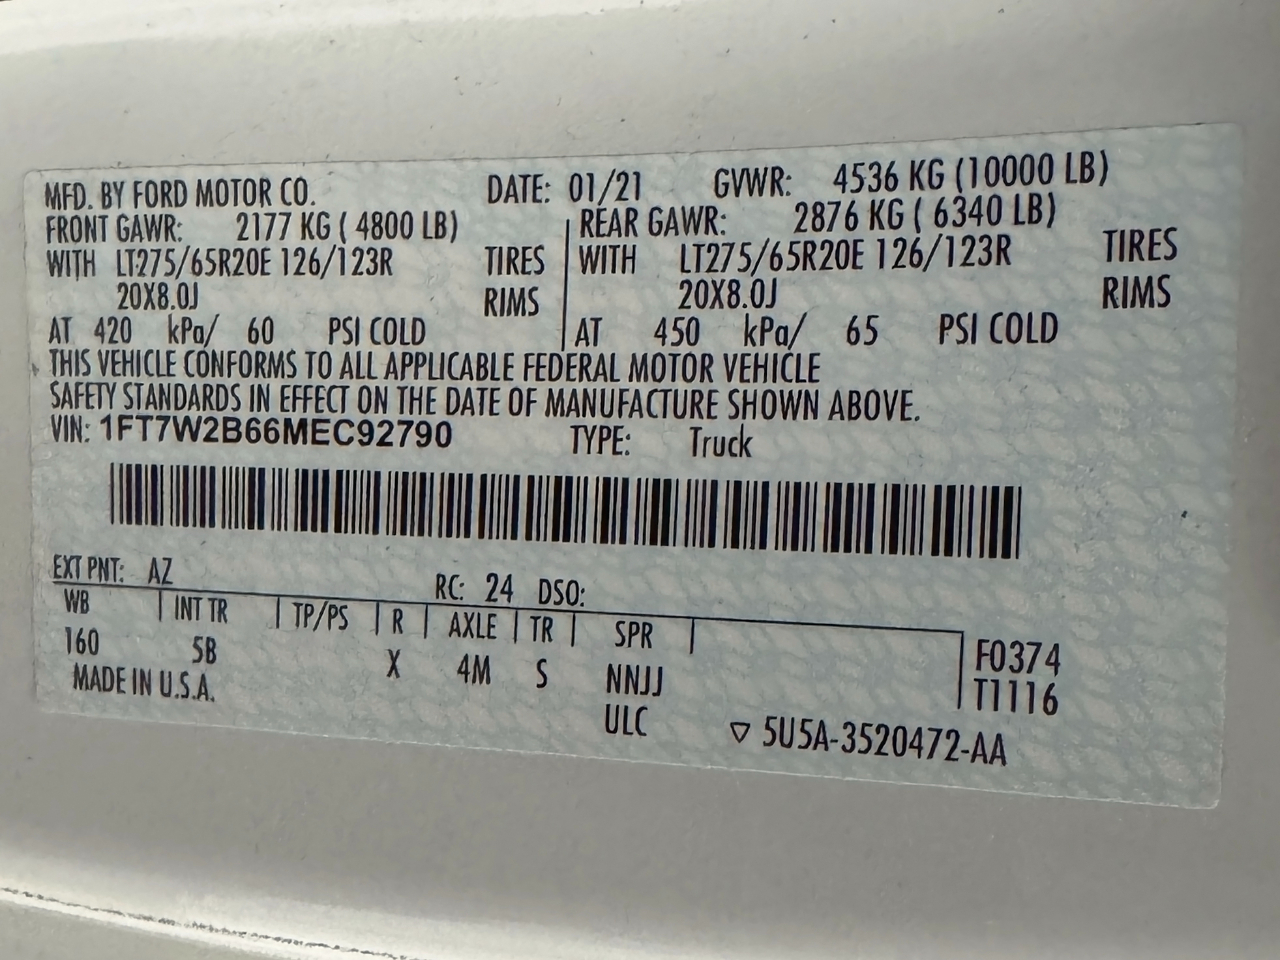 MFD. BY FORD MOTOR CO. DATE: 01/21 GVWR: 4536 KG (10000 LB)
FRONT GAWR: 2177 KG ( 4800 LB) REAR GAWR: 2876 KG ( 6340 LB)
WITH LT275/65R20E 126/123R TIRES WITH LT275/65R20E 126/123R TIRES
20X8.0J RIMS 20X8.0J RIMS
AT 420 kPa/ 60 PSI COLD AT 450 kPa/ 65 PSI COLD
THIS VEHICLE CONFORMS TO ALL APPLICABLE FEDERAL MOTOR VEHICLE
SAFETY STANDARDS IN EFFECT ON THE DATE OF MANUFACTURE SHOWN ABOVE.
VIN: 1FT7W2B66MEC92790 TYPE: Truck
EXT PNT: AZ RC: 24 DSO:
WB INT TR TP/PS R AXLE TR SPR F0374
160 5B X 4M S NNJJ T1116
MADE IN U.S.A. ULC ▽ 5U5A-3520472-AA